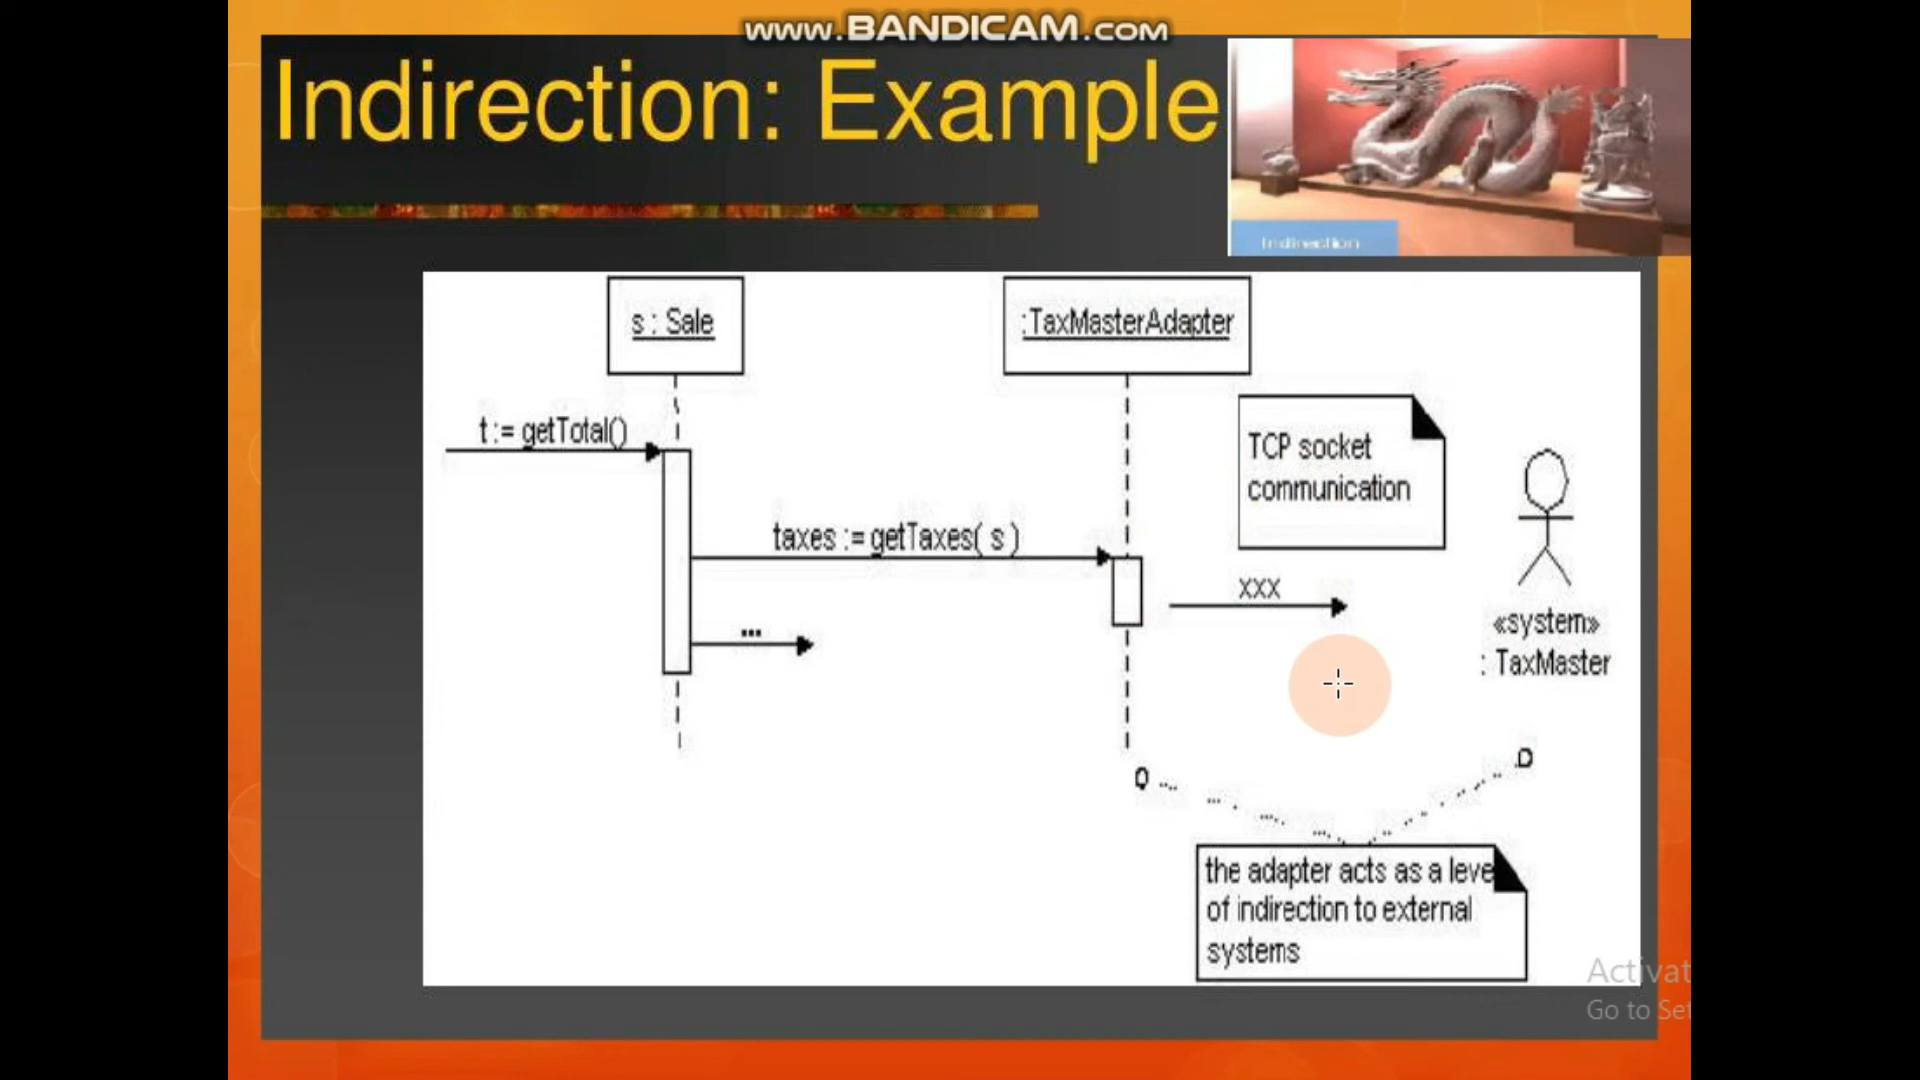 www.BANDICAM.com
Indirection: Example
Indirection
s : Sale
:TaxMasterAdapter
t := getTotal()
TCP socket
communication
taxes := getTaxes( s )
xxx
...
«system»
: TaxMaster
the adapter acts as a leve
of indirection to external
systems
Activat
Go to Set